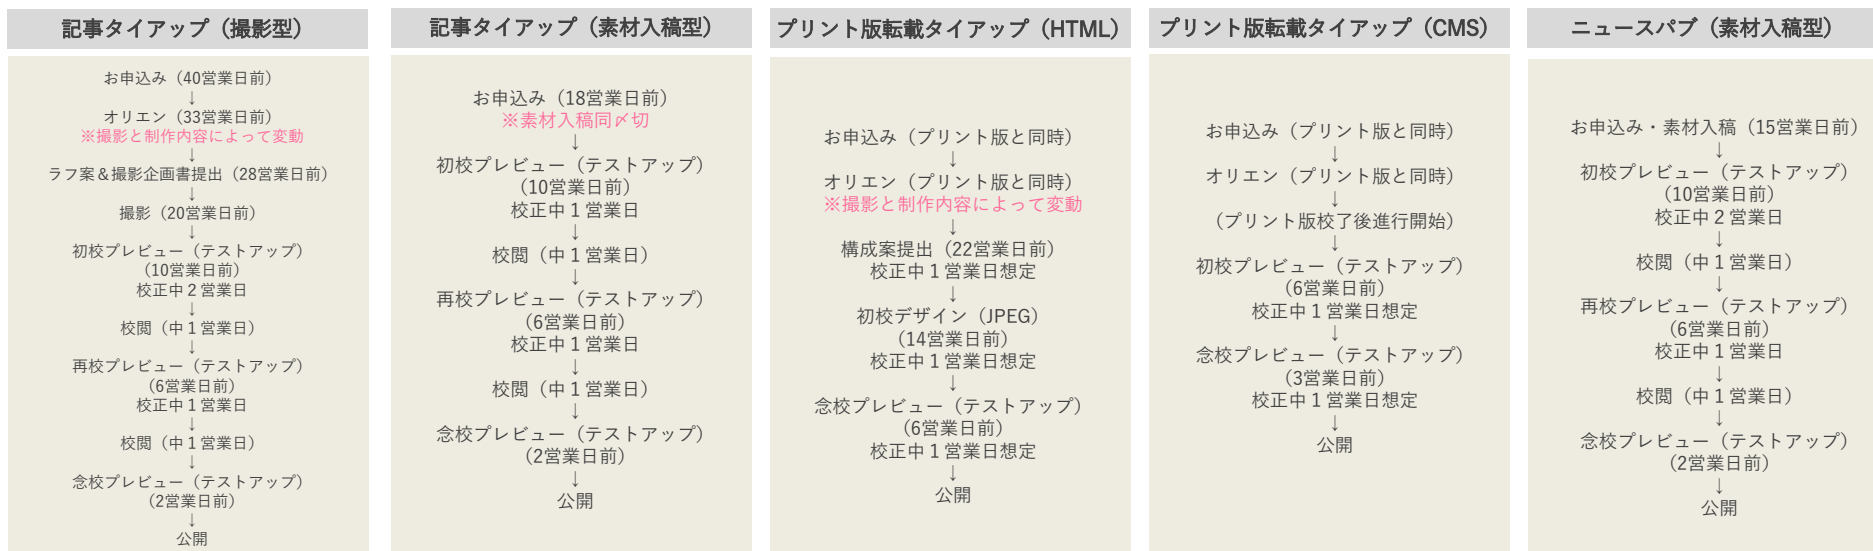 記事タイアップ（撮影型）
お申込み（40営業日前）
↓
オリエン（33営業日前）
※撮影と制作内容によって変動
↓
ラフ案＆撮影企画書提出（28営業日前）
↓
撮影（20営業日前）
↓
初校プレビュー（テストアップ）
（10営業日前）
校正中２営業日
↓
校閲（中１営業日）
↓
再校プレビュー（テストアップ）
（6営業日前）
校正中１営業日
↓
校閲（中１営業日）
↓
念校プレビュー（テストアップ）
（2営業日前）
↓
公開
記事タイアップ（素材入稿型）
お申込み（18営業日前）
※素材入稿同〆切
↓
初校プレビュー（テストアップ）
（10営業日前）
校正中１営業日
↓
校閲（中１営業日）
↓
再校プレビュー（テストアップ）
（6営業日前）
校正中１営業日
↓
校閲（中１営業日）
↓
念校プレビュー（テストアップ）
（2営業日前）
↓
公開
プリント版転載タイアップ（HTML）
お申込み（プリント版と同時）
↓
オリエン（プリント版と同時）
※撮影と制作内容によって変動
↓
構成案提出（22営業日前）
校正中１営業日想定
↓
初校デザイン（JPEG）
（14営業日前）
校正中１営業日想定
↓
念校プレビュー（テストアップ）
（6営業日前）
校正中１営業日想定
↓
公開
プリント版転載タイアップ（CMS）
お申込み（プリント版と同時）
↓
オリエン（プリント版と同時）
↓
（プリント版校了後進行開始）
↓
初校プレビュー（テストアップ）
（6営業日前）
校正中１営業日想定
↓
念校プレビュー（テストアップ）
（3営業日前）
校正中１営業日想定
↓
公開
ニュースパブ（素材入稿型）
お申込み・素材入稿（15営業日前）
↓
初校プレビュー（テストアップ）
（10営業日前）
校正中２営業日
↓
校閲（中１営業日）
↓
再校プレビュー（テストアップ）
（6営業日前）
校正中１営業日
↓
校閲（中１営業日）
↓
念校プレビュー（テストアップ）
（2営業日前）
↓
公開